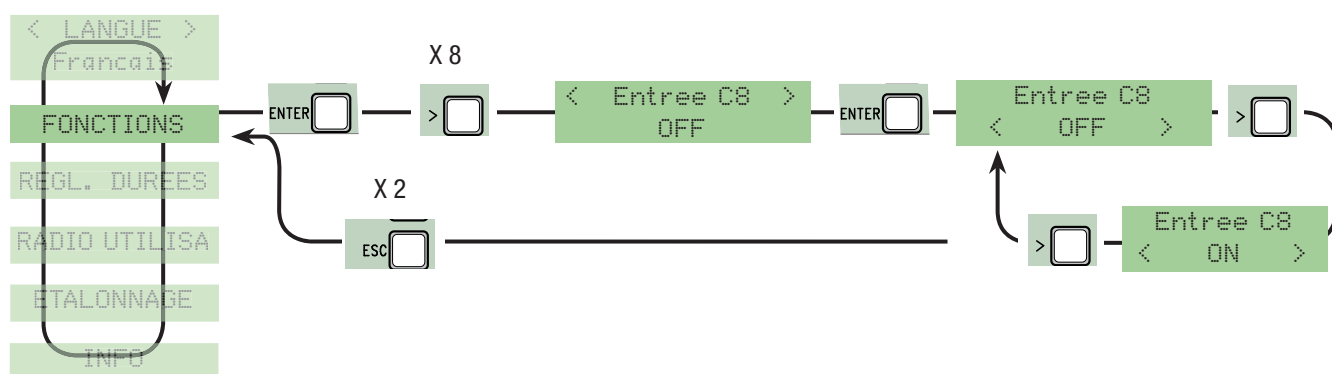 < LANGUE >
Francais
FONCTIONS
REGL. DUREES
RADIO UTILISA
ETALONNAGE
INFO
ENTER
X 8
>
< Entree C8 >
OFF
ENTER
Entree C8
< OFF >
>
X 2
ESC
>
Entree C8
< ON >